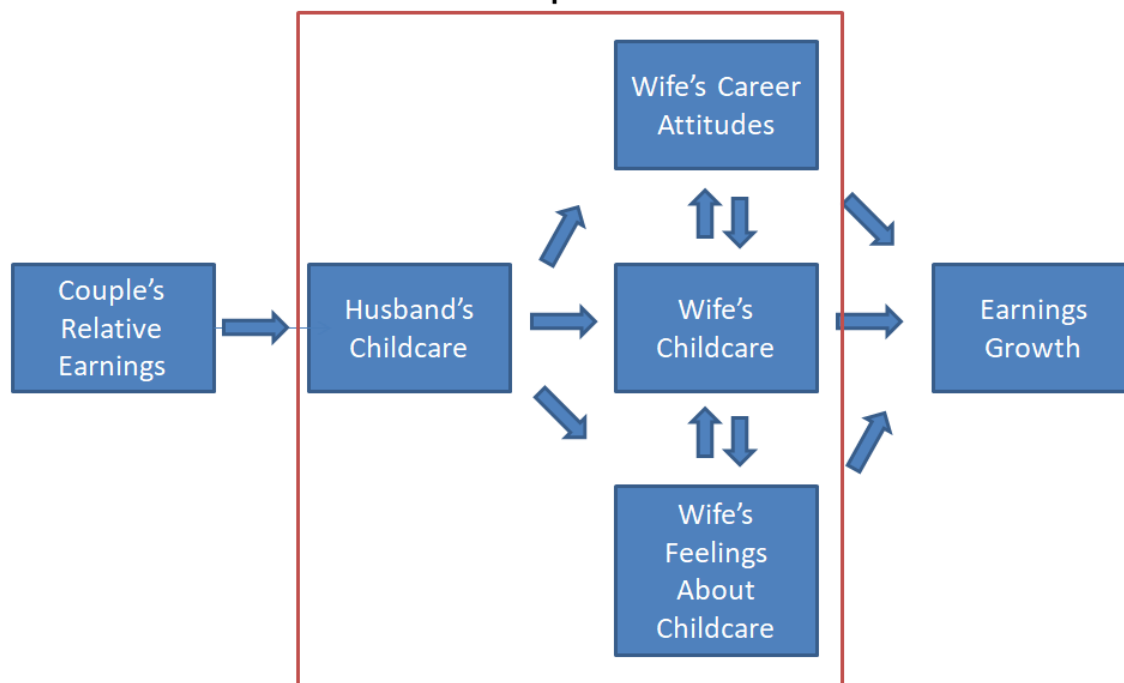 Wife's Career
Attitudes
Couple's
Relative
Earnings
Husband's
Childcare
Wife's
Childcare
Earnings
Growth
Wife's
Feelings
About
Childcare